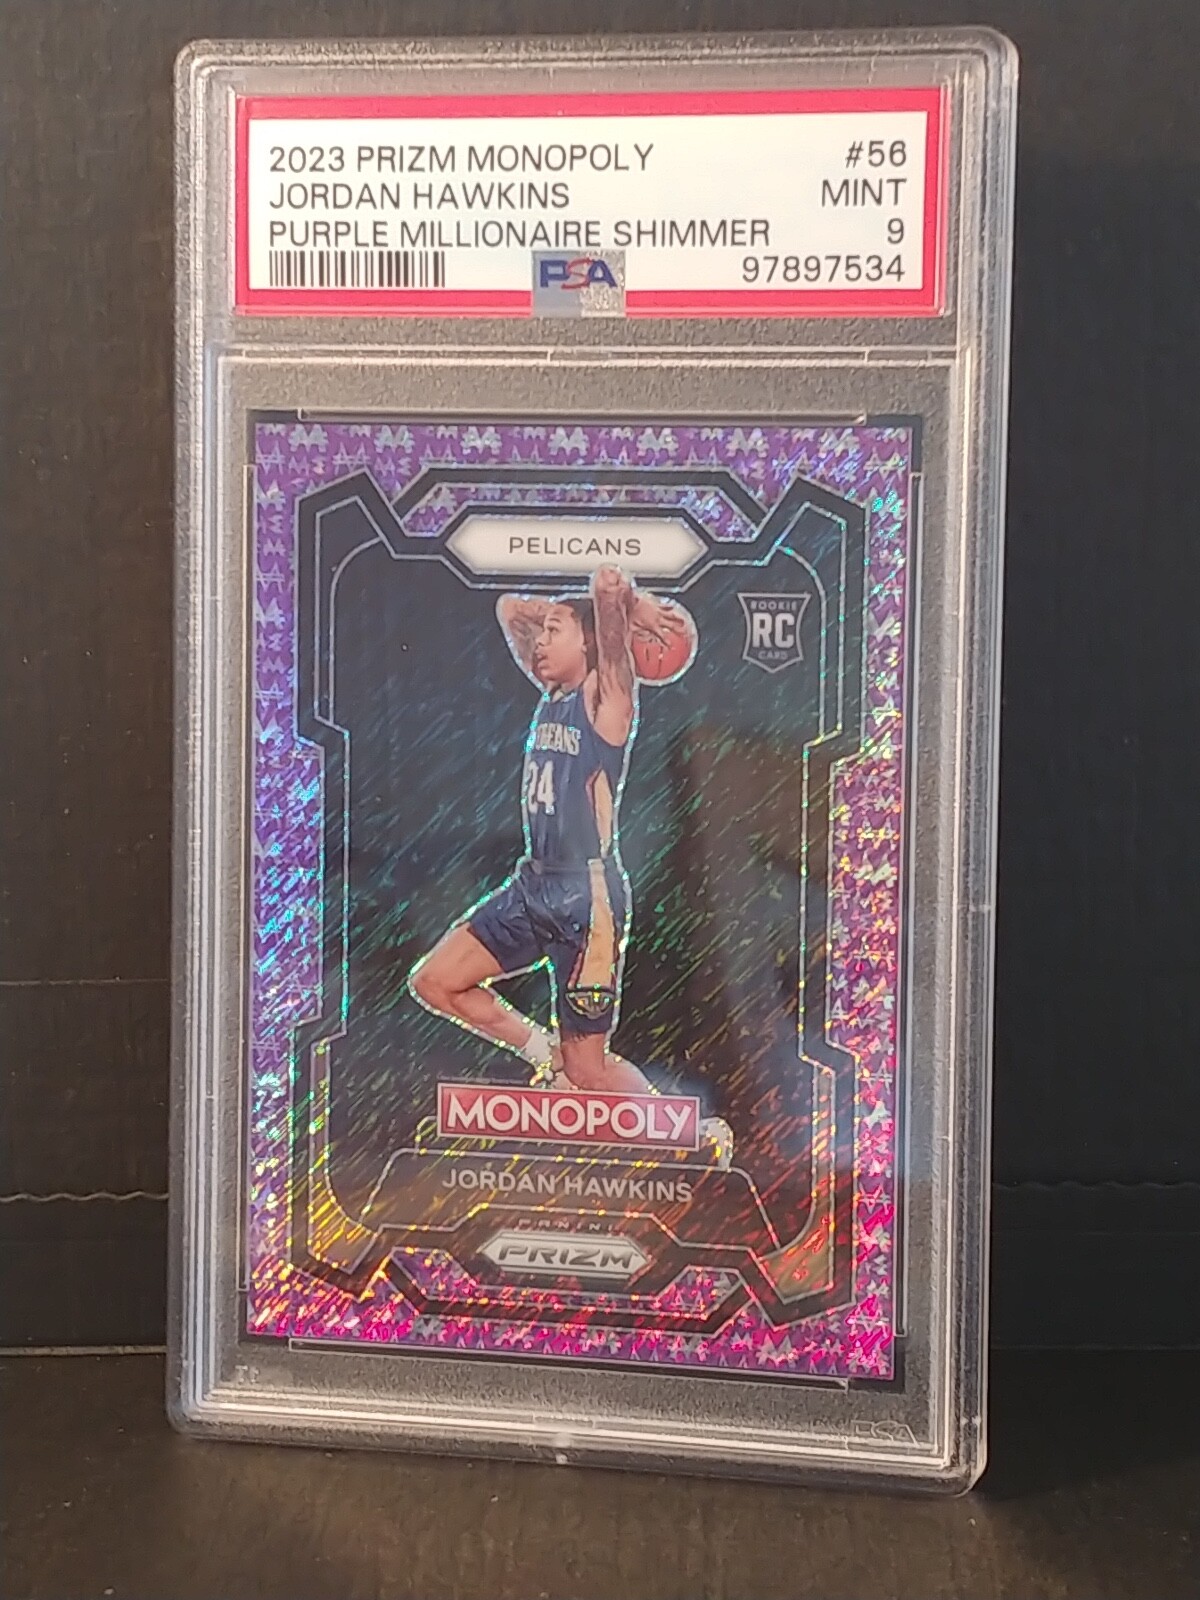 2023 PRIZM MONOPOLY #56
JORDAN HAWKINS MINT
PURPLE MILLIONAIRE SHIMMER 9
PSA 97897534
PELICANS
ROOKIE
RC
CARD
24
MONOPOLY
JORDAN HAWKINS
PANINI
PRIZM
PSA